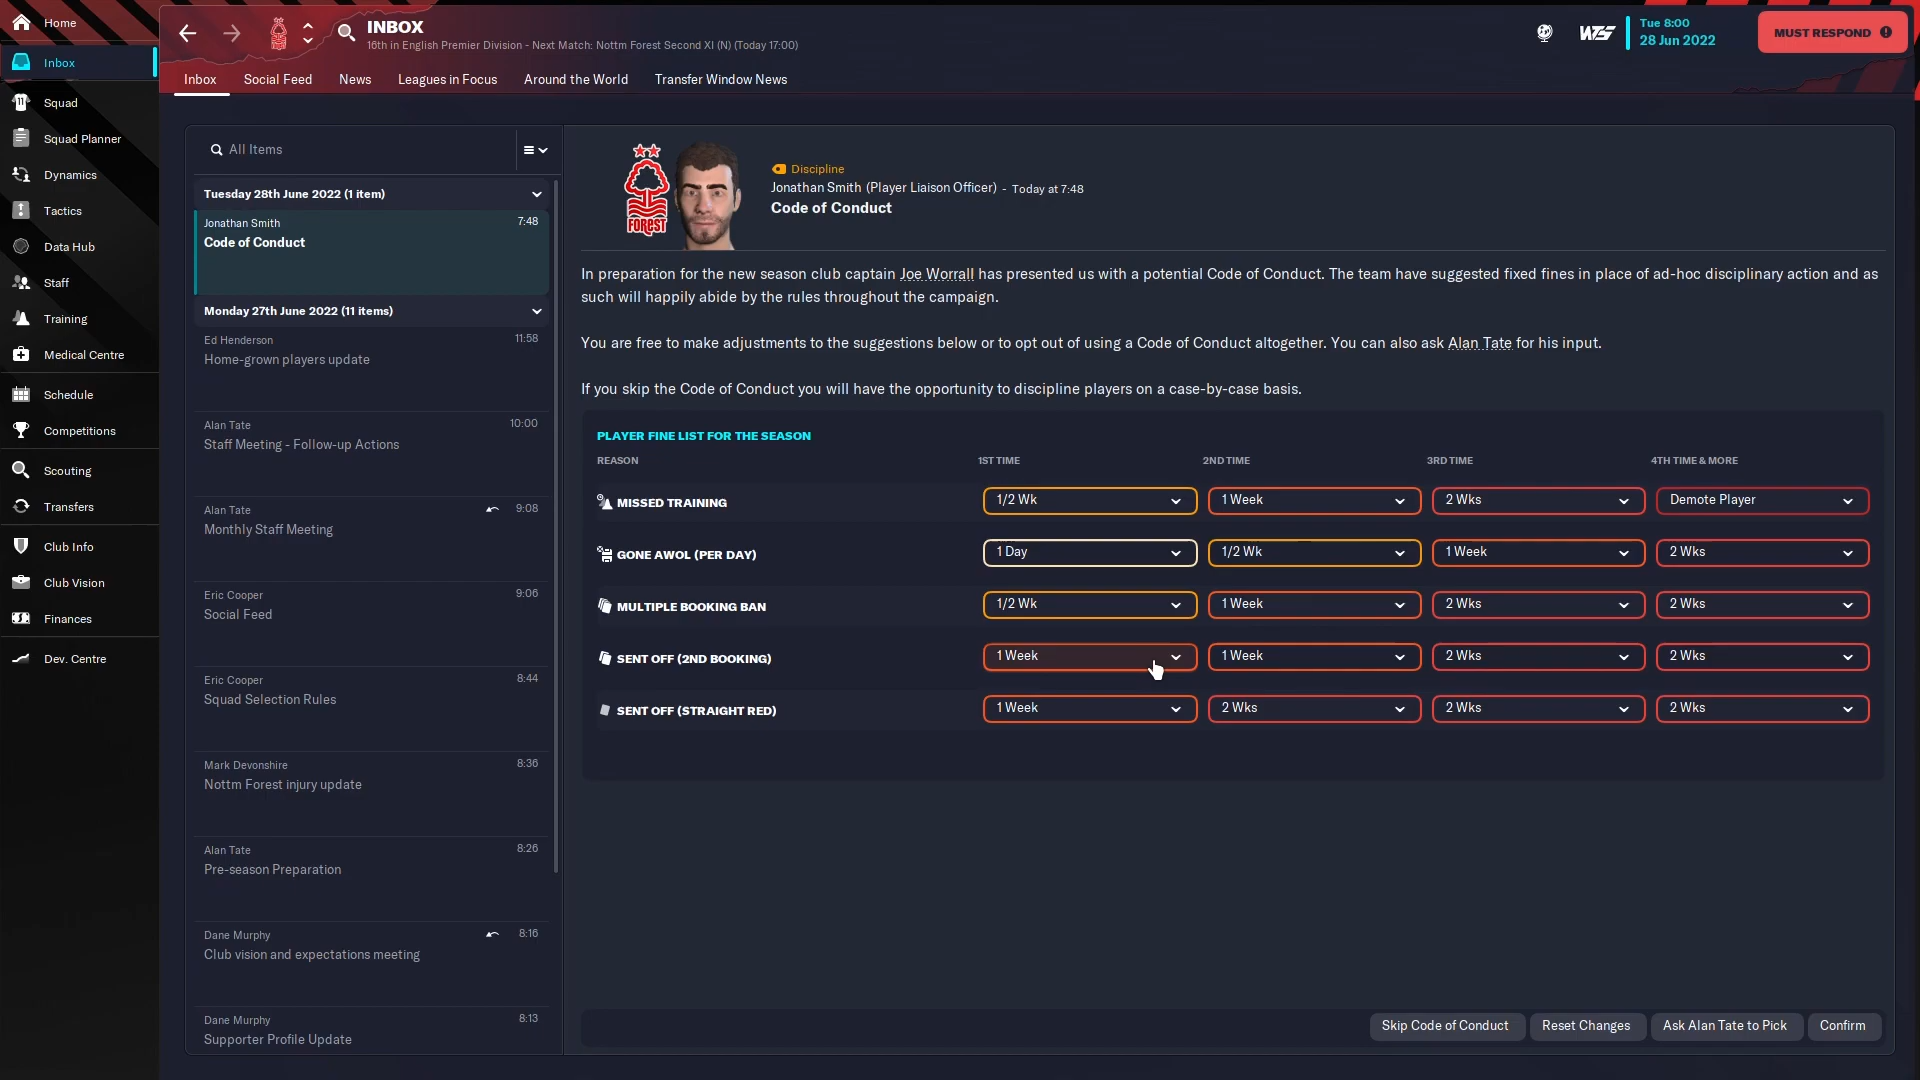 Home
Inbox
Squad
Squad Planner
Dynamics
Tactics
Data Hub
Staff
Training
Medical Centre
Schedule
Competitions
Scouting
Transfers
Club Info
Club Vision
Finances
Dev. Centre
INBOX
16th in English Premier Division - Next Match: Nottm Forest Second XI (N) (Today 17:00)
WTS
Tue 8:00
28 Jun 2022
MUST RESPOND
Inbox Social Feed News Leagues in Focus Around the World Transfer Window News
All Items
Tuesday 28th June 2022 (1 item)
Jonathan Smith 7:48
Code of Conduct
Monday 27th June 2022 (11 items)
Ed Henderson 11:58
Home-grown players update
Alan Tate 10:00
Staff Meeting - Follow-up Actions
Alan Tate 9:08
Monthly Staff Meeting
Eric Cooper 9:06
Social Feed
Eric Cooper 8:44
Squad Selection Rules
Mark Devonshire 8:36
Nottm Forest injury update
Alan Tate 8:26
Pre-season Preparation
Dane Murphy 8:16
Club vision and expectations meeting
Dane Murphy 8:13
Supporter Profile Update
FOREST
Discipline
Jonathan Smith (Player Liaison Officer) - Today at 7:48
Code of Conduct
In preparation for the new season club captain Joe Worrall has presented us with a potential Code of Conduct. The team have suggested fixed fines in place of ad-hoc disciplinary action and as
such will happily abide by the rules throughout the campaign.
You are free to make adjustments to the suggestions below or to opt out of using a Code of Conduct altogether. You can also ask Alan Tate for his input.
If you skip the Code of Conduct you will have the opportunity to discipline players on a case-by-case basis.
PLAYER FINE LIST FOR THE SEASON
REASON 1ST TIME 2ND TIME 3RD TIME 4TH TIME & MORE
MISSED TRAINING 1/2 Wk 1 Week 2 Wks Demote Player
GONE AWOL (PER DAY) 1 Day 1/2 Wk 1 Week 2 Wks
MULTIPLE BOOKING BAN 1/2 Wk 1 Week 2 Wks 2 Wks
SENT OFF (2ND BOOKING) 1 Week 1 Week 2 Wks 2 Wks
SENT OFF (STRAIGHT RED) 1 Week 2 Wks 2 Wks 2 Wks
Skip Code of Conduct Reset Changes Ask Alan Tate to Pick Confirm